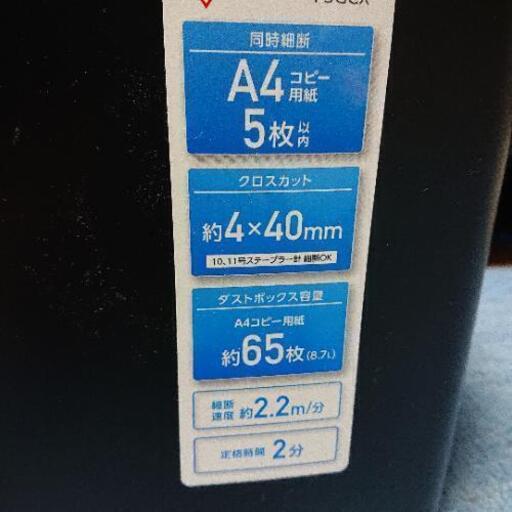 同時細断
A4コピー用紙
5枚以内
クロスカット
約4×40mm
10、11号ステープラー針 細断OK
ダストボックス容量
A4コピー用紙
約65枚(8.7L)
細断速度 約2.2m/分
定格時間 2分